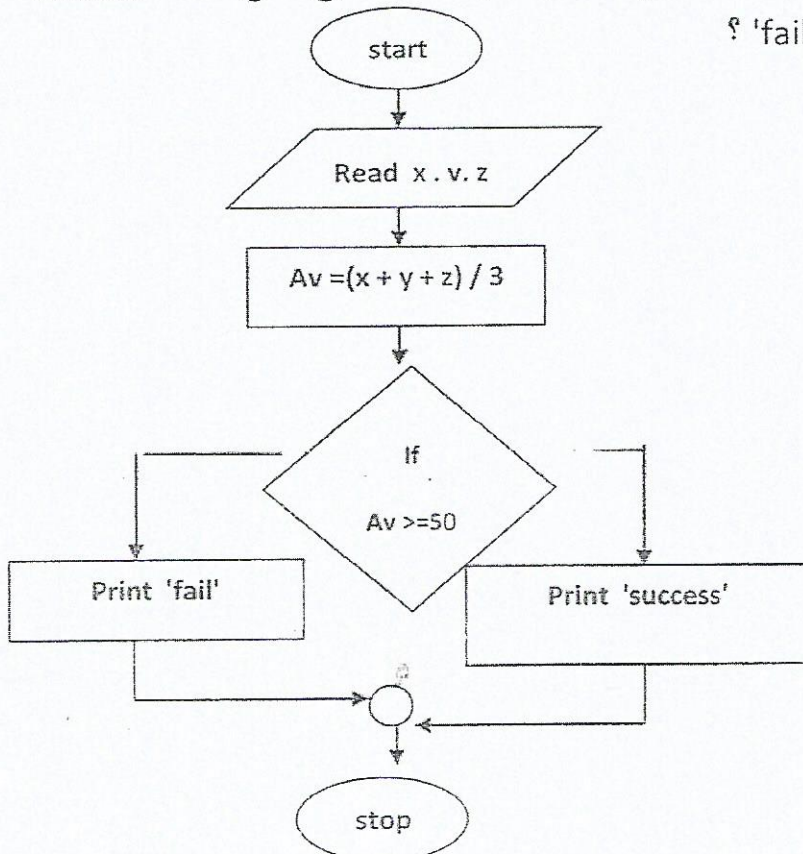 ؟ 'fail
start
Read x . v. z
Av =(x + y + z) / 3
If
Av >=50
Print 'fail'
Print 'success'
stop